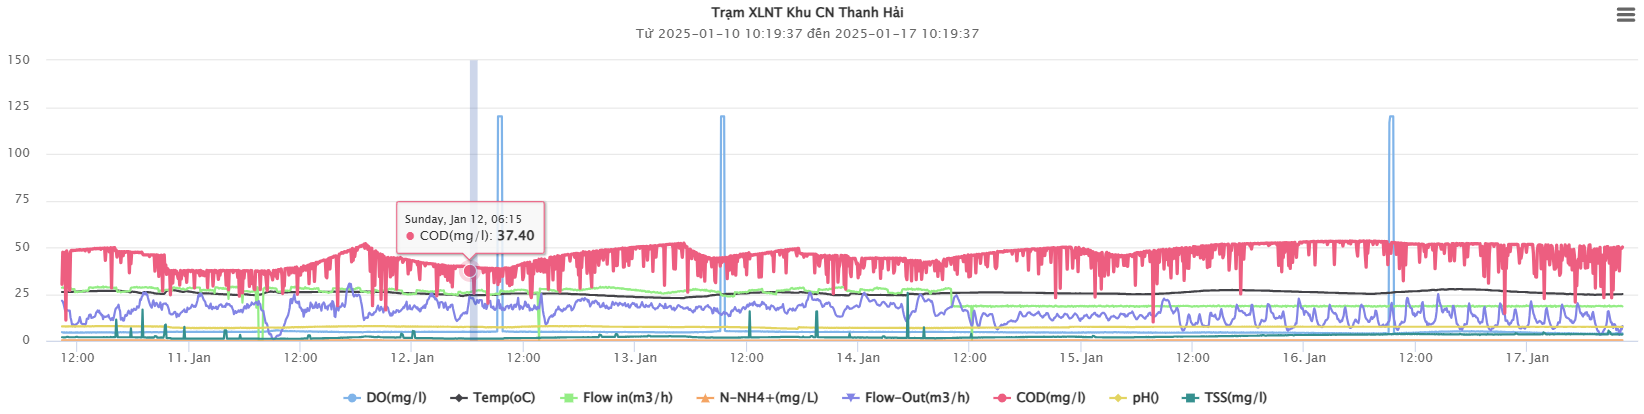 Trạm XLNT Khu CN Thanh Hải
Từ 2025-01-10 10:19:37 đến 2025-01-17 10:19:37
150
125
100
75
50
25
0
Sunday, Jan 12, 06:15
COD(mg/l): 37.40
12:00 11. Jan 12:00 12. Jan 12:00 13. Jan 12:00 14. Jan 12:00 15. Jan 12:00 16. Jan 12:00 17. Jan
DO(mg/l) Temp(oC) Flow in(m3/h) N-NH4+(mg/L) Flow-Out(m3/h) COD(mg/l) pH() TSS(mg/l)